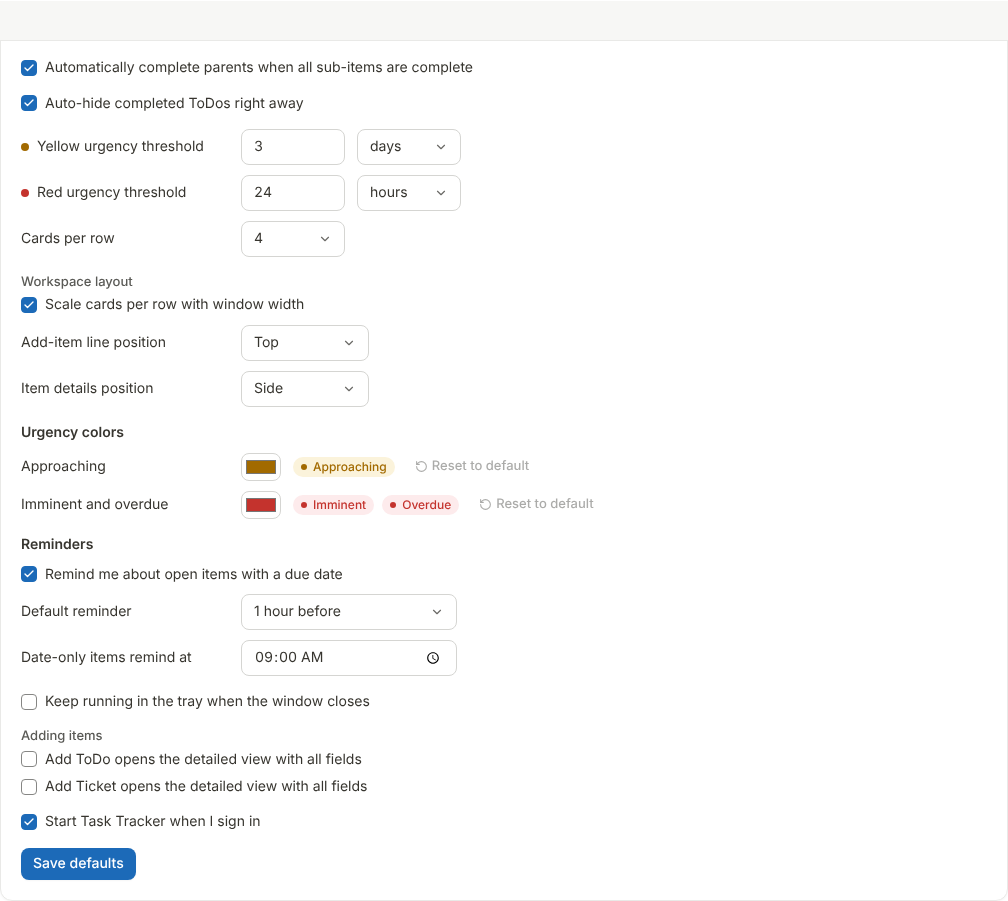 Automatically complete parents when all sub-items are complete
Auto-hide completed ToDos right away
Yellow urgency threshold 3 days
Red urgency threshold 24 hours
Cards per row 4
Workspace layout
Scale cards per row with window width
Add-item line position Top
Item details position Side
Urgency colors
Approaching Approaching Reset to default
Imminent and overdue Imminent Overdue Reset to default
Reminders
Remind me about open items with a due date
Default reminder 1 hour before
Date-only items remind at 09:00 AM
Keep running in the tray when the window closes
Adding items
Add ToDo opens the detailed view with all fields
Add Ticket opens the detailed view with all fields
Start Task Tracker when I sign in
Save defaults